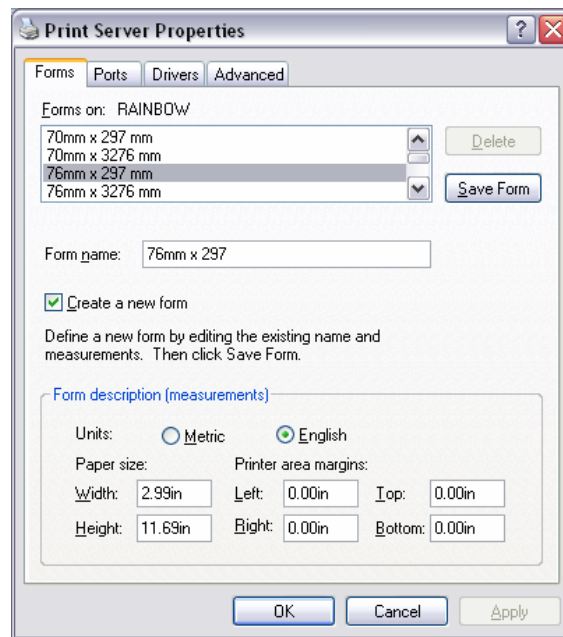 Print Server Properties
Forms Ports Drivers Advanced
Forms on: RAINBOW
70mm x 297 mm
70mm x 3276 mm
76mm x 297 mm
76mm x 3276 mm
Delete
Save Form
Form name: 76mm x 297
Create a new form
Define a new form by editing the existing name and
measurements. Then click Save Form.
Form description (measurements)
Units: Metric English
Paper size: Printer area margins:
Width: 2.99in Left: 0.00in Top: 0.00in
Height: 11.69in Right: 0.00in Bottom: 0.00in
OK Cancel Apply